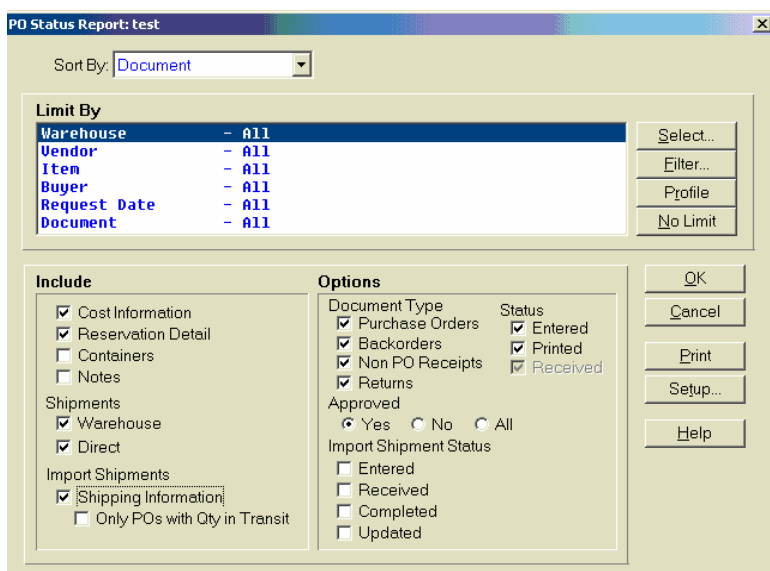 PO Status Report: test
Sort By: Document
Limit By
Warehouse - All
Vendor - All
Item - All
Buyer - All
Request Date - All
Document - All
Select...
Filter...
Profile
No Limit
Include
Cost Information
Reservation Detail
Containers
Notes
Shipments
Warehouse
Direct
Import Shipments
Shipping Information
Only POs with Qty in Transit
Options
Document Type
Purchase Orders
Backorders
Non PO Receipts
Returns
Status
Entered
Printed
Received
Approved
Yes No All
Import Shipment Status
Entered
Received
Completed
Updated
OK
Cancel
Print
Setup...
Help